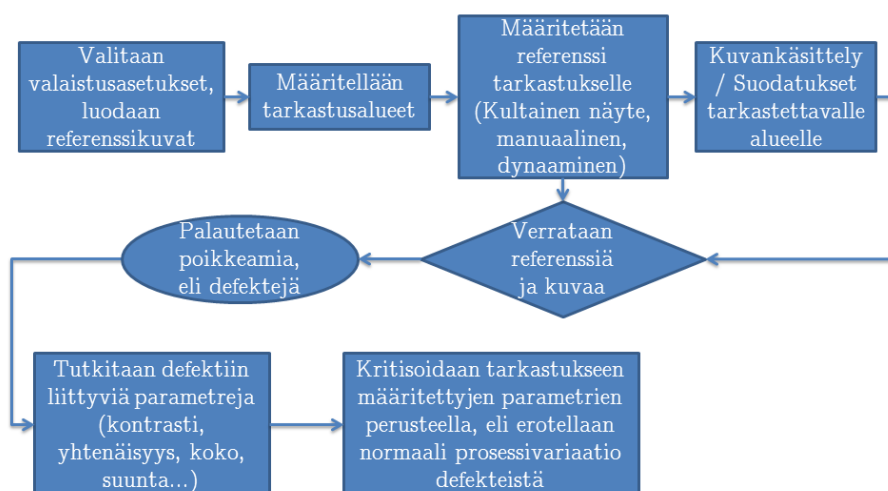 Valitaan
valaistusasetukset,
luodaan
referenssikuvat
Määritellään
tarkastusalueet
Määritetään
referenssi
tarkastukselle
(Kultainen näyte,
manuaalinen,
dynaaminen)
Kuvankäsittely
/ Suodatukset
tarkastettavalle
alueelle
Verrataan
referenssiä
ja kuvaa
Palautetaan
poikkeamia,
eli defektejä
Tutkitaan defektiin
liittyviä parametreja
(kontrasti,
yhtenäisyys, koko,
suunta...)
Kritisoidaan tarkastukseen
määritettyjen parametrien
perusteella, eli erotellaan
normaali prosessivariaatio
defekteistä